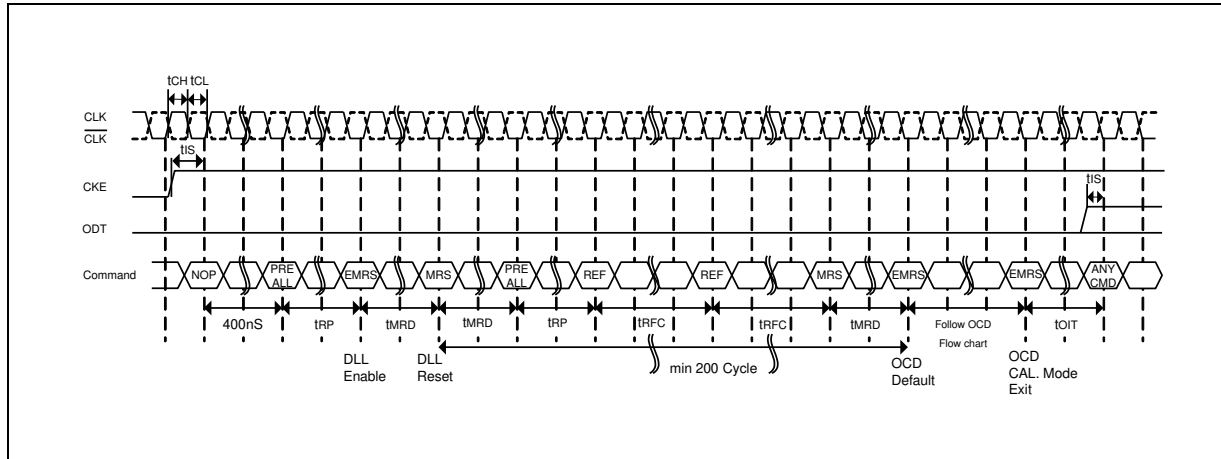 tCH tCL
CLK
CLK
tIS
CKE
tIS
ODT
Command NOP PRE ALL EMRS MRS PRE ALL REF REF MRS EMRS EMRS ANY CMD
400nS tRP tMRD tMRD tRP tRFC tRFC tMRD Follow OCD Flow chart tOIT
DLL Enable
DLL Reset
min 200 Cycle
OCD Default
OCD CAL. Mode Exit